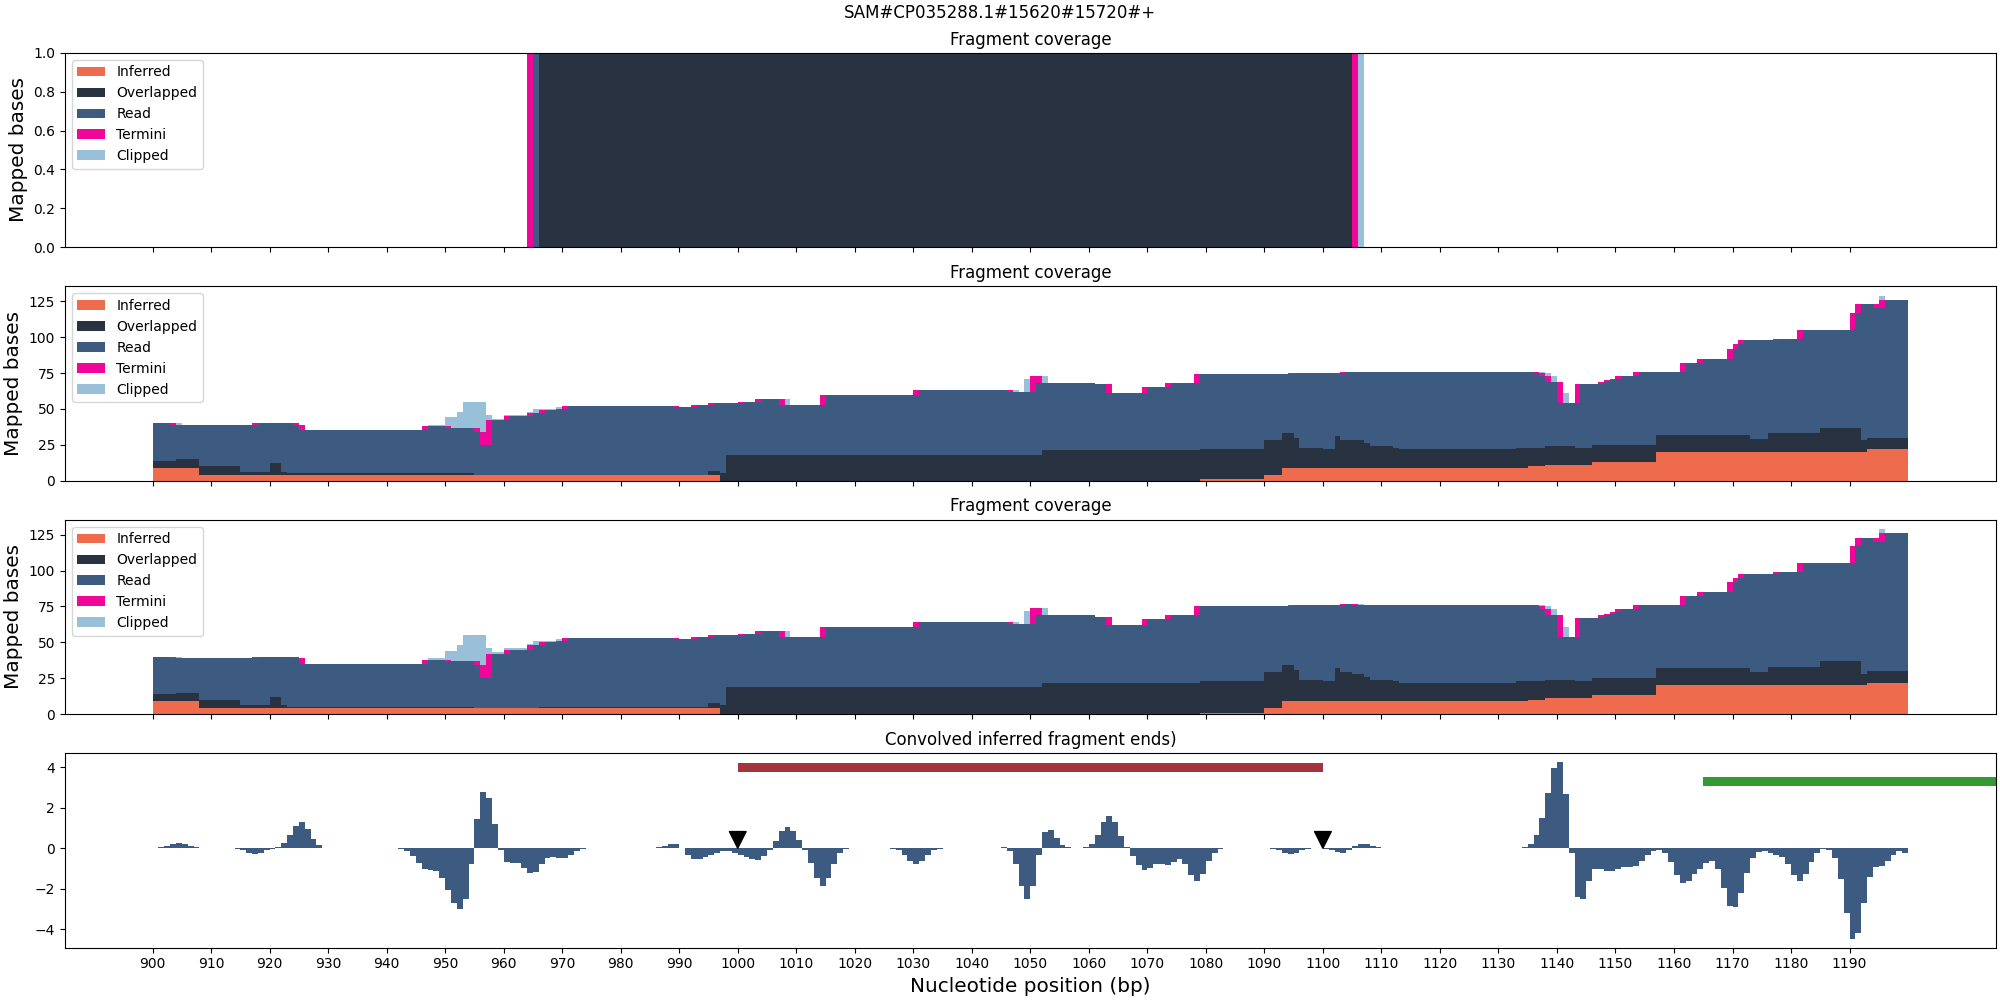 SAM#CP035288.1#15620#15720#+
Fragment coverage
Mapped bases
1.0
0.8
0.6
0.4
0.2
0.0
Inferred
Overlapped
Read
Termini
Clipped
Fragment coverage
Mapped bases
125
100
75
50
25
0
Inferred
Overlapped
Read
Termini
Clipped
Fragment coverage
Mapped bases
125
100
75
50
25
0
Inferred
Overlapped
Read
Termini
Clipped
Convolved inferred fragment ends)
4
2
0
−2
−4
900 910 920 930 940 950 960 970 980 990 1000 1010 1020 1030 1040 1050 1060 1070 1080 1090 1100 1110 1120 1130 1140 1150 1160 1170 1180 1190
Nucleotide position (bp)